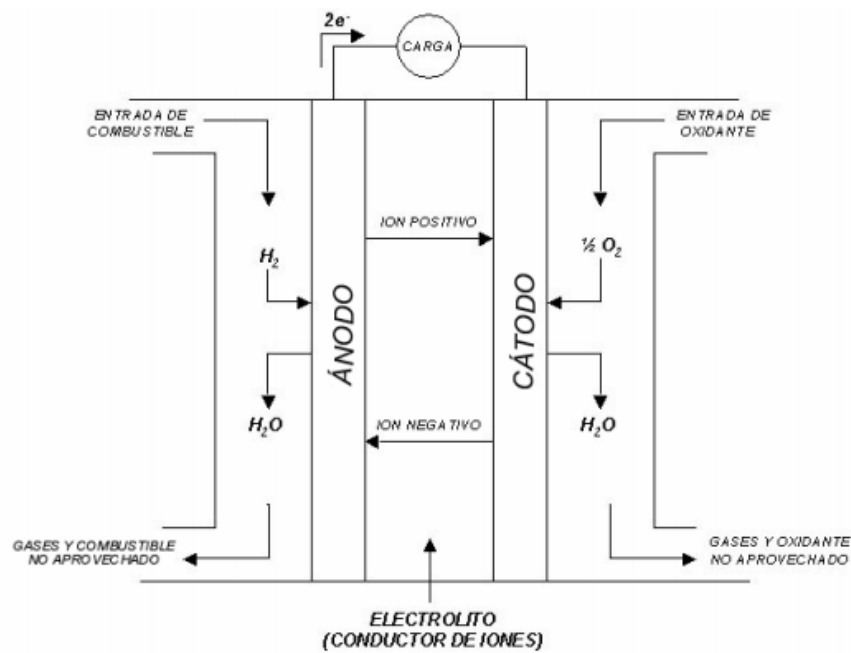 2e-
CARGA
ENTRADA DE
COMBUSTIBLE
ENTRADA DE
OXIDANTE
ION POSITIVO
H₂
½ O₂
ÁNODO
CÁTODO
H₂O
ION NEGATIVO
H₂O
GASES Y COMBUSTIBLE
NO APROVECHADO
GASES Y OXIDANTE
NO APROVECHADO
ELECTROLITO
(CONDUCTOR DE IONES)